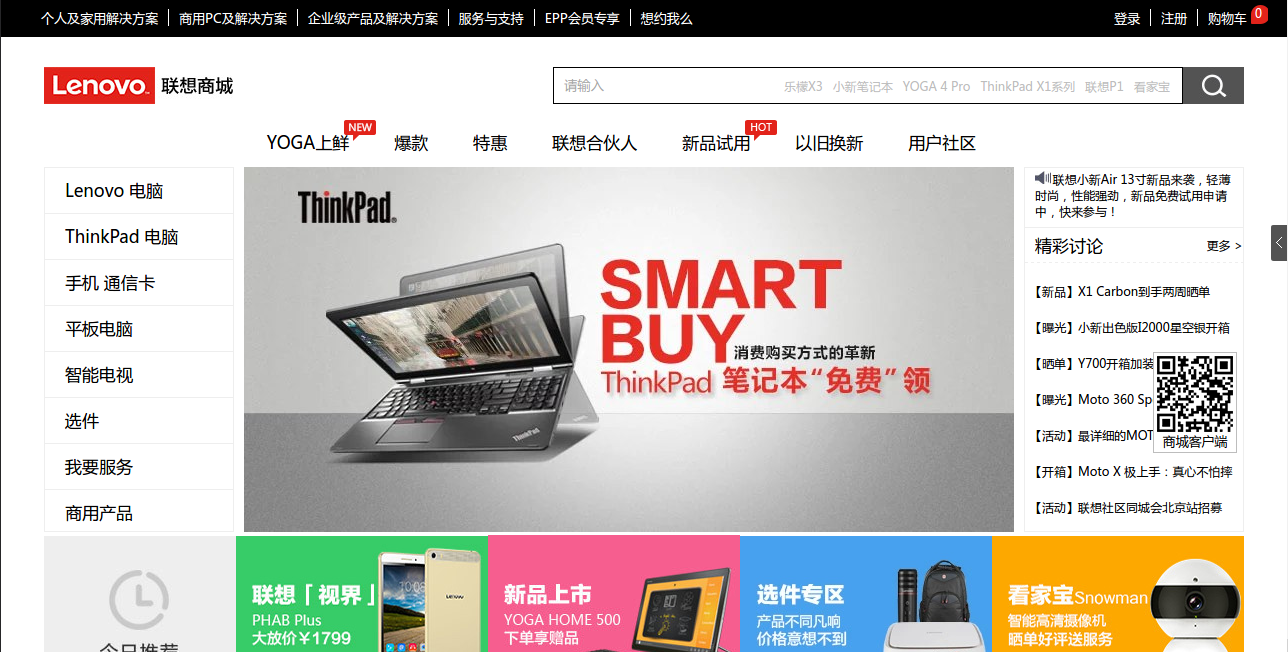 个人及家用解决方案 商用PC及解决方案 企业级产品及解决方案 服务与支持 EPP会员专享 想约我么 登录 注册 购物车 0
Lenovo 联想商城 请输入 乐檬X3 小新笔记本 YOGA 4 Pro ThinkPad X1系列 联想P1 看家宝
NEW HOT
YOGA上鲜 爆款 特惠 联想合伙人 新品试用 以旧换新 用户社区
Lenovo 电脑
ThinkPad 电脑
手机 通信卡
平板电脑
智能电视
选件
我要服务
商用产品
ThinkPad
SMART
BUY 消费购买方式的革新
ThinkPad 笔记本“免费”领
ThinkPad
联想小新Air 13寸新品来袭，轻薄
时尚，性能强劲，新品免费试用申请
中，快来参与！
精彩讨论 更多 >
【新品】X1 Carbon到手两周晒单
【曝光】小新出色版I2000星空银开箱
【晒单】Y700开箱加装
【曝光】Moto 360 Sp
【活动】最详细的MOT
商城客户端
【开箱】Moto X 极上手：真心不怕摔
【活动】联想社区同城会北京站招募
今日推荐
联想「视界」
PHAB Plus
大放价￥1799
新品上市
YOGA HOME 500
下单享赠品
选件专区
产品不同凡响
价格意想不到
看家宝Snowman
智能高清摄像机
晒单好评送服务